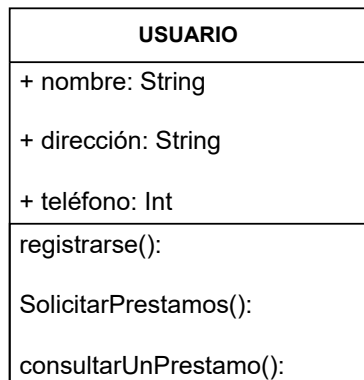 USUARIO
+ nombre: String
+ dirección: String
+ teléfono: Int
registrarse():
SolicitarPrestamos():
consultarUnPrestamo():